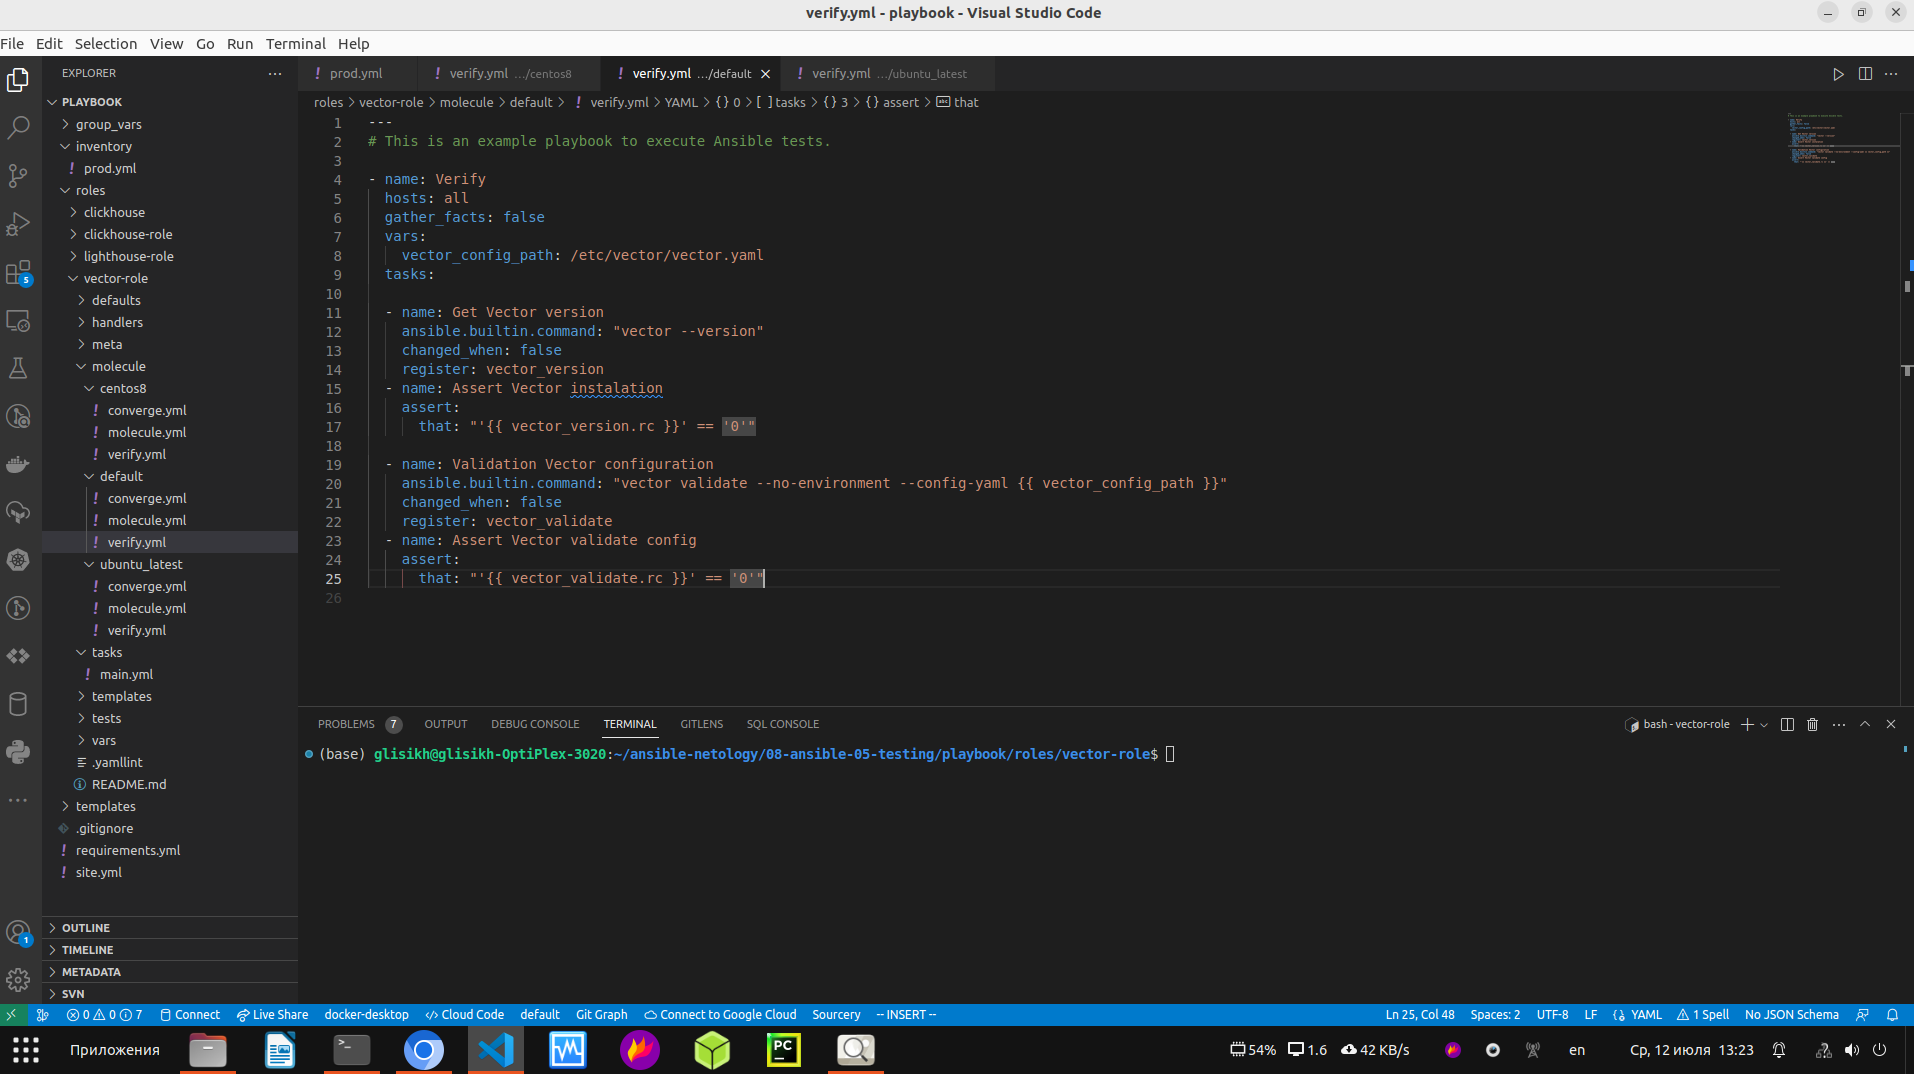 verify.yml - playbook - Visual Studio Code
File Edit Selection View Go Run Terminal Help
EXPLORER
PLAYBOOK
group_vars
inventory
prod.yml
roles
clickhouse
clickhouse-role
lighthouse-role
vector-role
defaults
handlers
meta
molecule
centos8
converge.yml
molecule.yml
verify.yml
default
converge.yml
molecule.yml
verify.yml
ubuntu_latest
converge.yml
molecule.yml
verify.yml
tasks
main.yml
templates
tests
vars
.yamllint
README.md
templates
.gitignore
requirements.yml
site.yml
OUTLINE
TIMELINE
METADATA
SVN
5
1
! prod.yml ! verify.yml .../centos8 ! verify.yml .../default ! verify.yml .../ubuntu_latest
roles > vector-role > molecule > default > ! verify.yml > YAML > {} 0 > [ ] tasks > {} 3 > {} assert > abc that
1 ---
2 # This is an example playbook to execute Ansible tests.
3
4 - name: Verify
5 hosts: all
6 gather_facts: false
7 vars:
8 vector_config_path: /etc/vector/vector.yaml
9 tasks:
10
11 - name: Get Vector version
12 ansible.builtin.command: "vector --version"
13 changed_when: false
14 register: vector_version
15 - name: Assert Vector instalation
16 assert:
17 that: "'{{ vector_version.rc }}' == '0'"
18
19 - name: Validation Vector configuration
20 ansible.builtin.command: "vector validate --no-environment --config-yaml {{ vector_config_path }}"
21 changed_when: false
22 register: vector_validate
23 - name: Assert Vector validate config
24 assert:
25 that: "'{{ vector_validate.rc }}' == '0'"
26
PROBLEMS 7 OUTPUT DEBUG CONSOLE TERMINAL GITLENS SQL CONSOLE bash - vector-role
(base) glisikh@glisikh-OptiPlex-3020:~/ansible-netology/08-ansible-05-testing/playbook/roles/vector-role$
0 0 7 Connect Live Share docker-desktop Cloud Code default Git Graph Connect to Google Cloud Sourcery -- INSERT -- Ln 25, Col 48 Spaces: 2 UTF-8 LF YAML 1 Spell No JSON Schema
Приложения PC 54% 1.6 42 KB/s en Ср, 12 июля 13:23